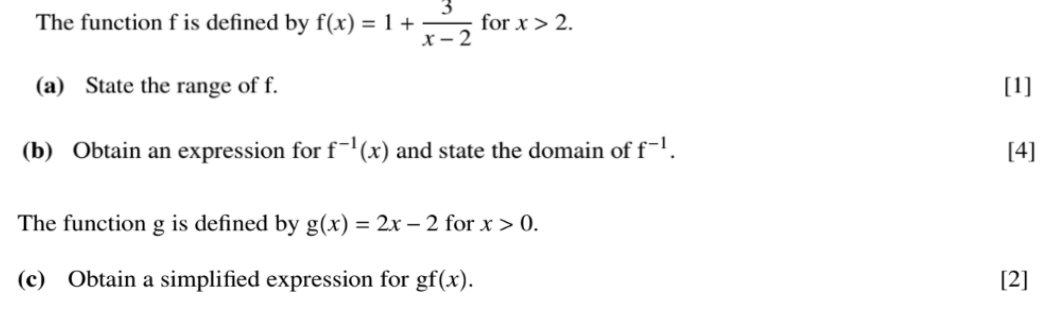 The function f is defined by f(x) = 1 + 3/(x − 2) for x > 2.
(a) State the range of f. [1]
(b) Obtain an expression for f⁻¹(x) and state the domain of f⁻¹. [4]
The function g is defined by g(x) = 2x − 2 for x > 0.
(c) Obtain a simplified expression for gf(x). [2]